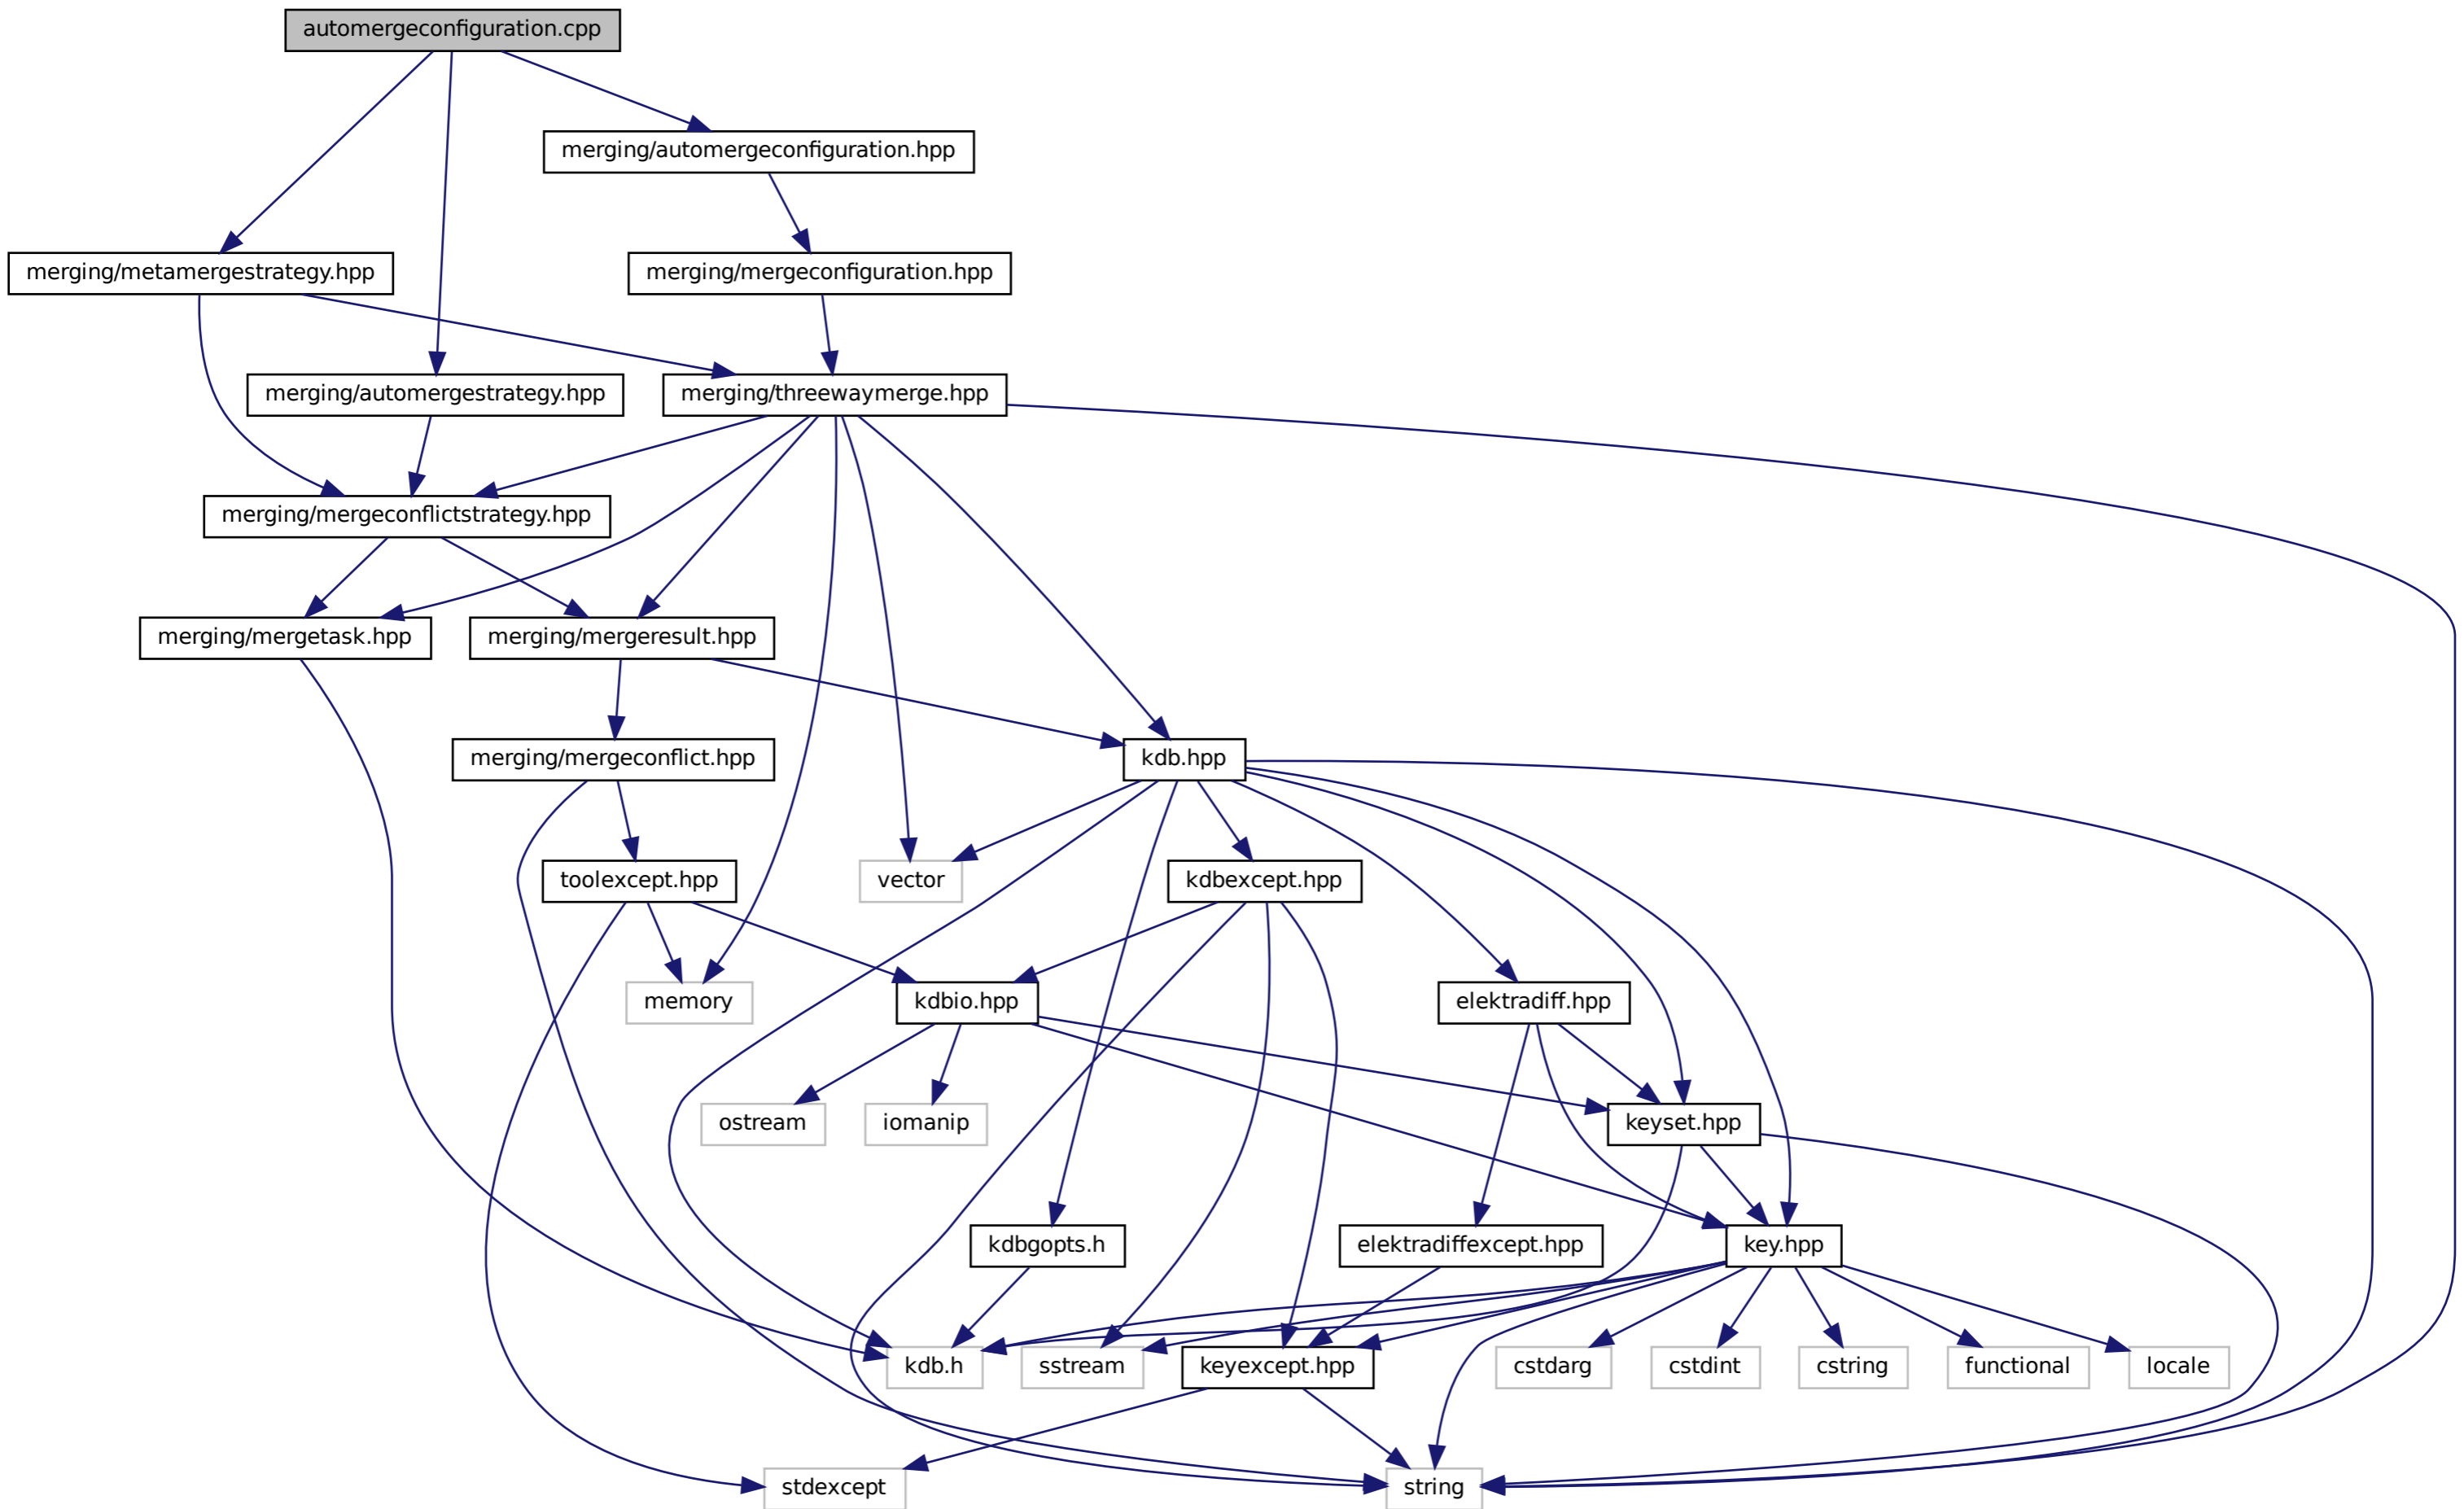 automergeconfiguration.cpp
merging/automergeconfiguration.hpp
merging/metamergestrategy.hpp
merging/mergeconfiguration.hpp
merging/automergestrategy.hpp
merging/threewaymerge.hpp
merging/mergeconflictstrategy.hpp
merging/mergetask.hpp
merging/mergeresult.hpp
merging/mergeconflict.hpp
kdb.hpp
toolexcept.hpp
vector
kdbexcept.hpp
memory
kdbio.hpp
elektradiff.hpp
ostream
iomanip
keyset.hpp
kdbgopts.h
elektradiffexcept.hpp
key.hpp
kdb.h
sstream
keyexcept.hpp
cstdarg
cstdint
cstring
functional
locale
stdexcept
string